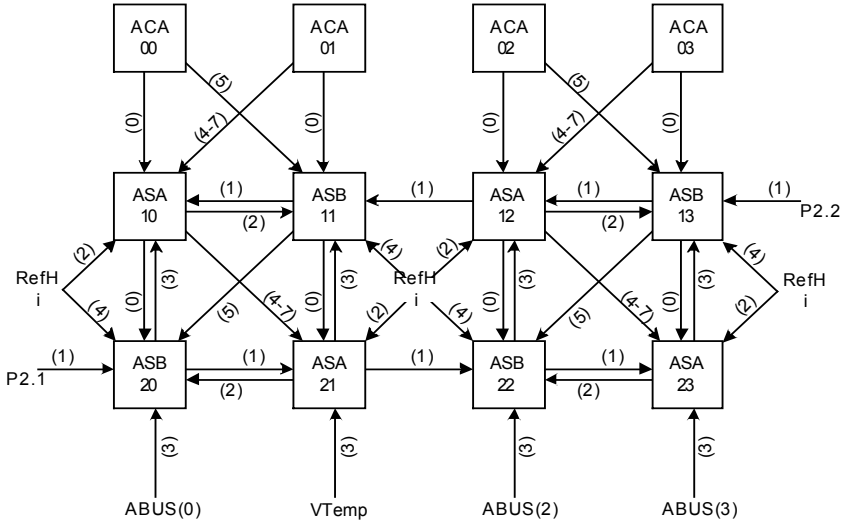 ACA ACA ACA ACA
00 01 02 03
(5) (5)
(0) (4-7) (0) (0) (4-7) (0)
ASA (1) ASB (1) ASA (1) ASB (1)
10 (2) 11 12 (2) 13 P2.2
(2) (4) (2) (4)
RefH (3) (3) RefH (3) (3) RefH
i (0) (4-7) (0) i (0) (4-7) (0) i
(4) (5) (2) (4) (5) (2)
(1) ASB (1) ASA (1) ASB (1) ASA
P2.1 20 (2) 21 22 (2) 23
(3) (3) (3) (3)
ABUS(0) VTemp ABUS(2) ABUS(3)